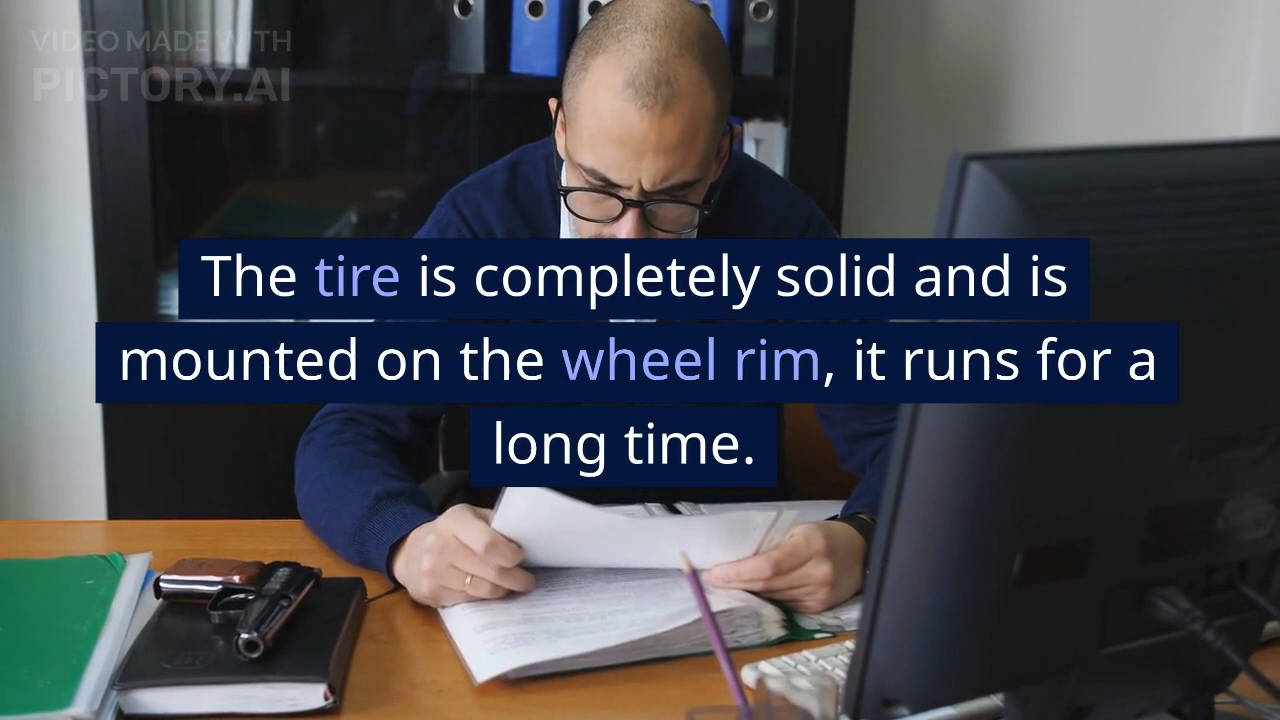 VIDEO MADE WITH
PICTORY.AI
The tire is completely solid and is
mounted on the wheel rim, it runs for a
long time.